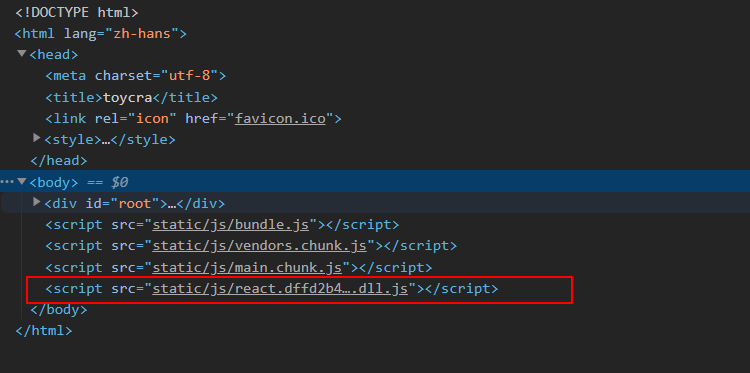 <!DOCTYPE html>
<html lang="zh-hans">
<head>
<meta charset="utf-8">
<title>toycra</title>
<link rel="icon" href="favicon.ico">
<style>…</style>
</head>
<body> == $0
<div id="root">…</div>
<script src="static/js/bundle.js"></script>
<script src="static/js/vendors.chunk.js"></script>
<script src="static/js/main.chunk.js"></script>
<script src="static/js/react.dffd2b4….dll.js"></script>
</body>
</html>